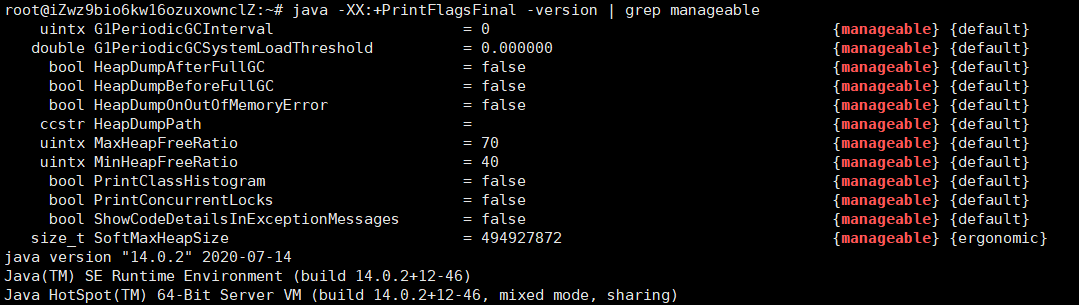 root@iZwz9bio6kw16ozuxownclZ:~# java -XX:+PrintFlagsFinal -version | grep manageable
uintx G1PeriodicGCInterval = 0 {manageable} {default}
double G1PeriodicGCSystemLoadThreshold = 0.000000 {manageable} {default}
bool HeapDumpAfterFullGC = false {manageable} {default}
bool HeapDumpBeforeFullGC = false {manageable} {default}
bool HeapDumpOnOutOfMemoryError = false {manageable} {default}
ccstr HeapDumpPath = {manageable} {default}
uintx MaxHeapFreeRatio = 70 {manageable} {default}
uintx MinHeapFreeRatio = 40 {manageable} {default}
bool PrintClassHistogram = false {manageable} {default}
bool PrintConcurrentLocks = false {manageable} {default}
bool ShowCodeDetailsInExceptionMessages = false {manageable} {default}
size_t SoftMaxHeapSize = 494927872 {manageable} {ergonomic}
java version "14.0.2" 2020-07-14
Java(TM) SE Runtime Environment (build 14.0.2+12-46)
Java HotSpot(TM) 64-Bit Server VM (build 14.0.2+12-46, mixed mode, sharing)